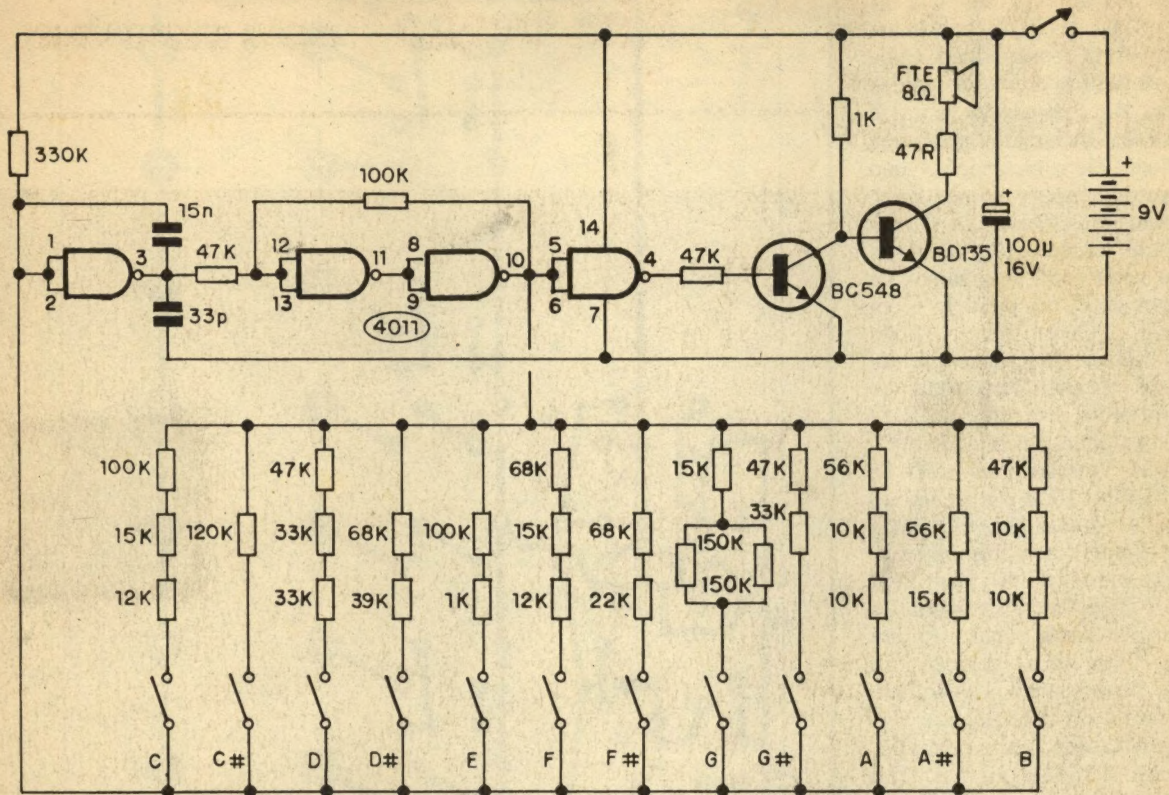 FTE
8Ω
1K
330K
47R
100K
15n
+
+
14
9V
1
3
47K
12
11
8
10
5
4
47K
100µ
16V
BD135
2
13
9
6
7
BC548
33p
4011
100K
47K
68K
15K
47K
56K
47K
15K
120K
33K
68K
100K
15K
68K
150K
33K
10K
56K
10K
12K
33K
39K
1K
12K
22K
150K
10K
15K
10K
C
C#
D
D#
E
F
F#
G
G#
A
A#
B